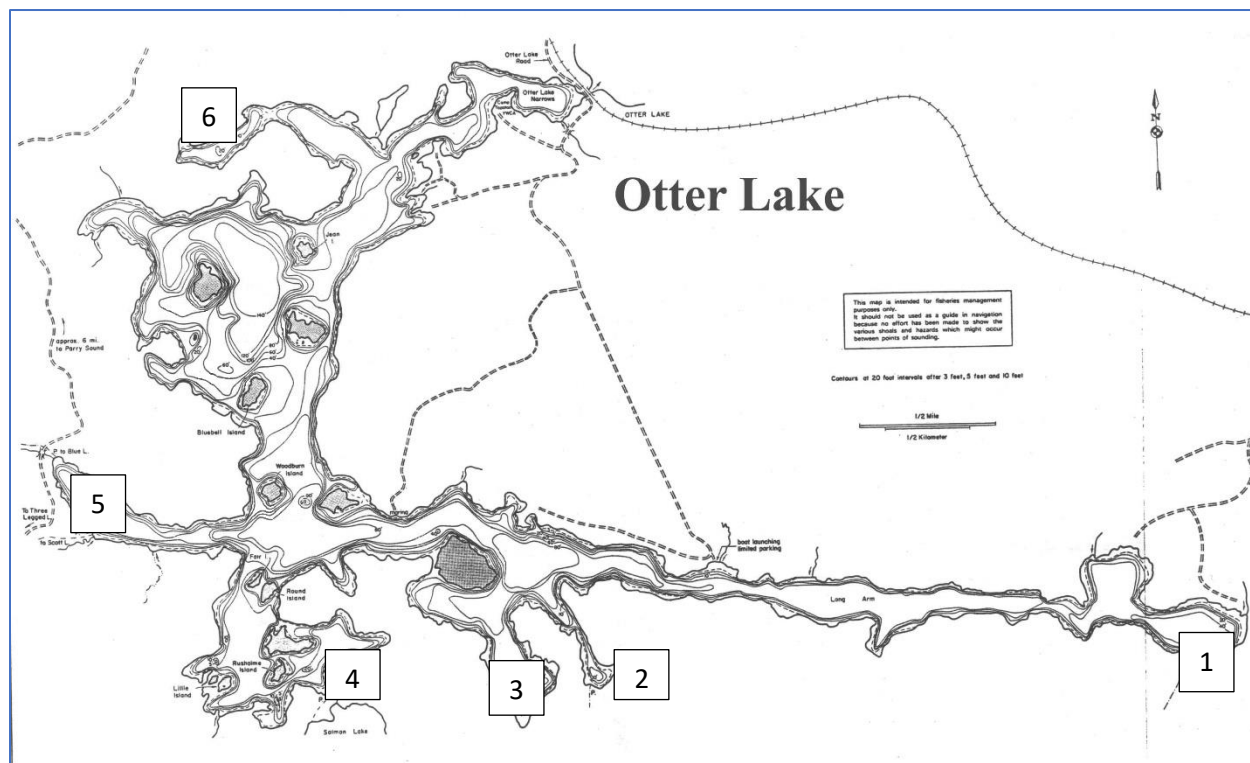 Otter Lake
Road
Otter Lake
Narrows
YMCA
OTTER LAKE
6
N
Otter Lake
Jean
I.
140
This map is intended for fisheries management
purposes only.
It should not be used as a guide in navigation
because no effort has been made to show the
various shoals and hazards which might occur
between points of sounding.
approx. 6 mi.
to Parry Sound
Contours at 20 foot intervals after 3 feet, 5 feet and 10 feet
1/2 Mile
1/2 Kilometer
Bluebell Island
P. to Blue L.
Woodburn
Island
5
marina
To Three
Legged L.
to Scott L.
boat launching
limited parking
Round
Island
Long Arm
Rusholme
Island
Little
Island
4
3
2
1
P.
Salmon Lake